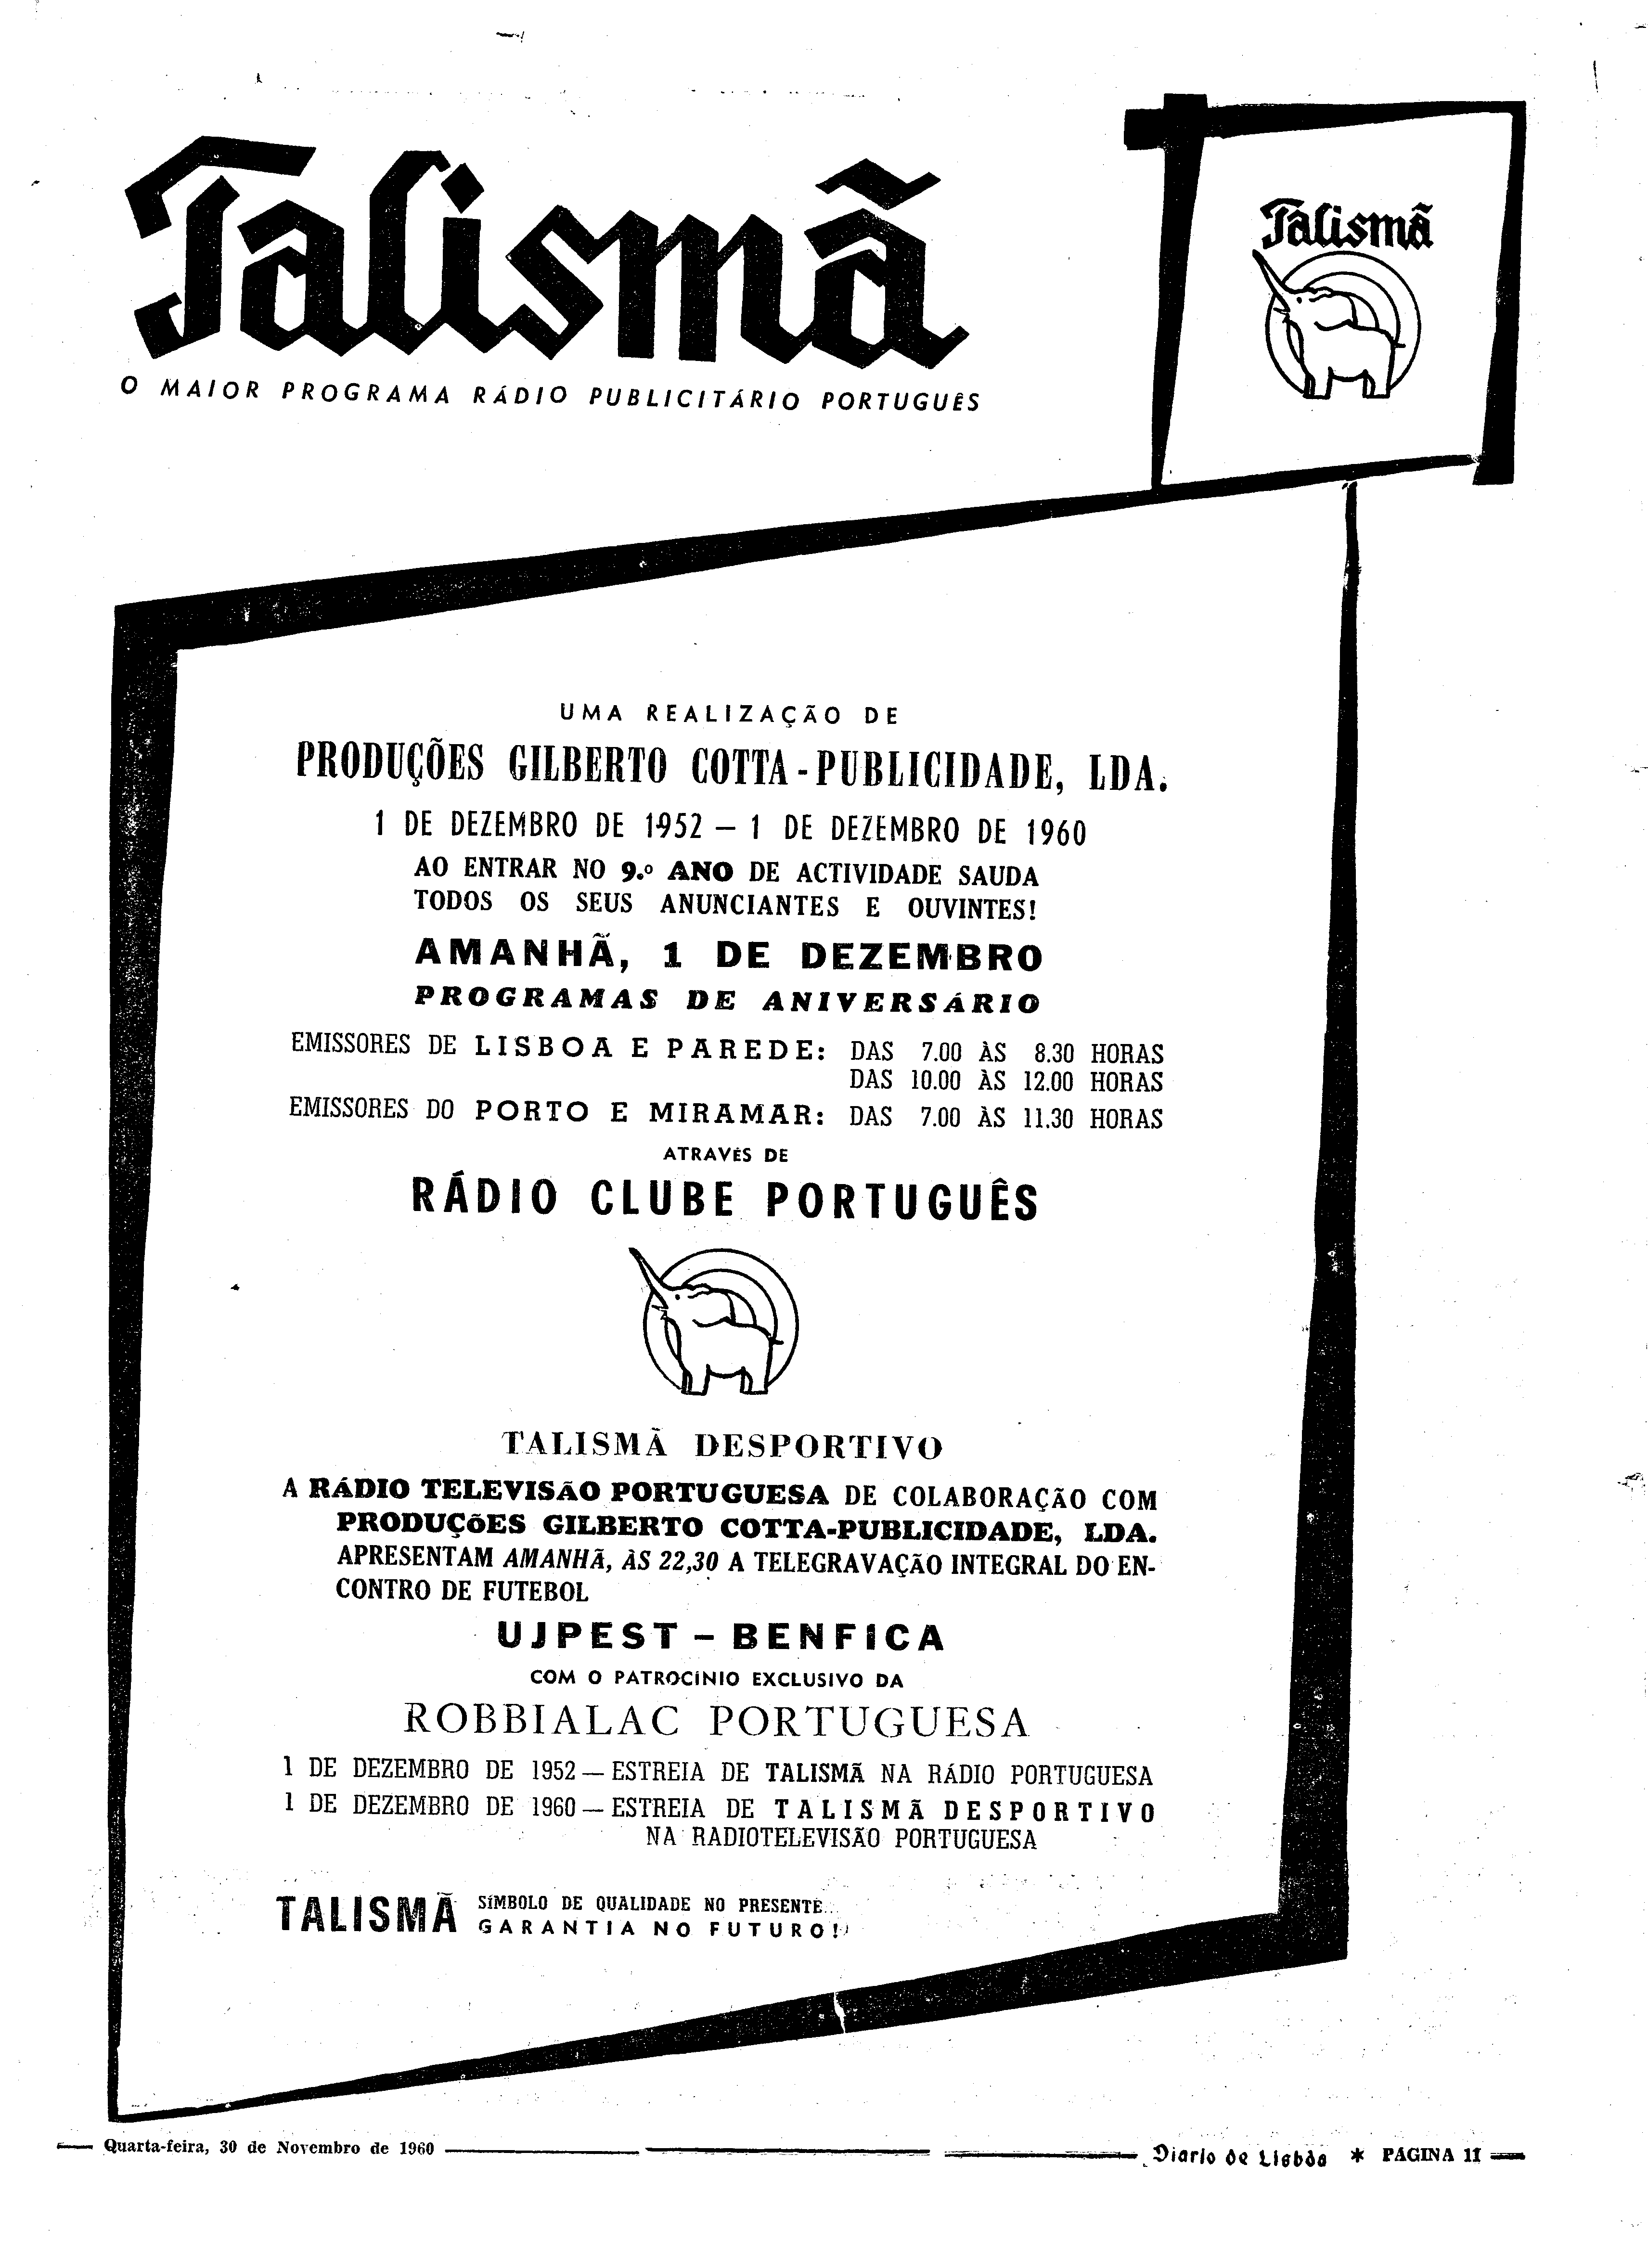 Talismã
O MAIOR PROGRAMA RÁDIO PUBLICITÁRIO PORTUGUÊS
Talismã
UMA REALIZAÇÃO DE
PRODUÇÕES GILBERTO COTTA-PUBLICIDADE, LDA.
1 DE DEZEMBRO DE 1952 — 1 DE DEZEMBRO DE 1960
AO ENTRAR NO 9.º ANO DE ACTIVIDADE SAUDA
TODOS OS SEUS ANUNCIANTES E OUVINTES!
AMANHÃ, 1 DE DEZEMBRO
PROGRAMAS DE ANIVERSÁRIO
EMISSORES DE LISBOA E PAREDE: DAS 7.00 ÀS 8.30 HORAS
DAS 10.00 ÀS 12.00 HORAS
EMISSORES DO PORTO E MIRAMAR: DAS 7.00 ÀS 11.30 HORAS
ATRAVÉS DE
RÁDIO CLUBE PORTUGUÊS
TALISMÃ DESPORTIVO
A RÁDIO TELEVISÃO PORTUGUESA DE COLABORAÇÃO COM
PRODUÇÕES GILBERTO COTTA-PUBLICIDADE, LDA.
APRESENTAM AMANHÃ, ÀS 22,30 A TELEGRAVAÇÃO INTEGRAL DO EN-
CONTRO DE FUTEBOL
UJPEST – BENFICA
COM O PATROCÍNIO EXCLUSIVO DA
ROBBIALAC PORTUGUESA
1 DE DEZEMBRO DE 1952 — ESTREIA DE TALISMÃ NA RÁDIO PORTUGUESA
1 DE DEZEMBRO DE 1960 — ESTREIA DE TALISMÃ DESPORTIVO
NA RADIOTELEVISÃO PORTUGUESA
TALISMÃ SÍMBOLO DE QUALIDADE NO PRESENTE
GARANTIA NO FUTURO!
Quarta-feira, 30 de Novembro de 1960
Diario de Lisbôa * PÁGINA 11